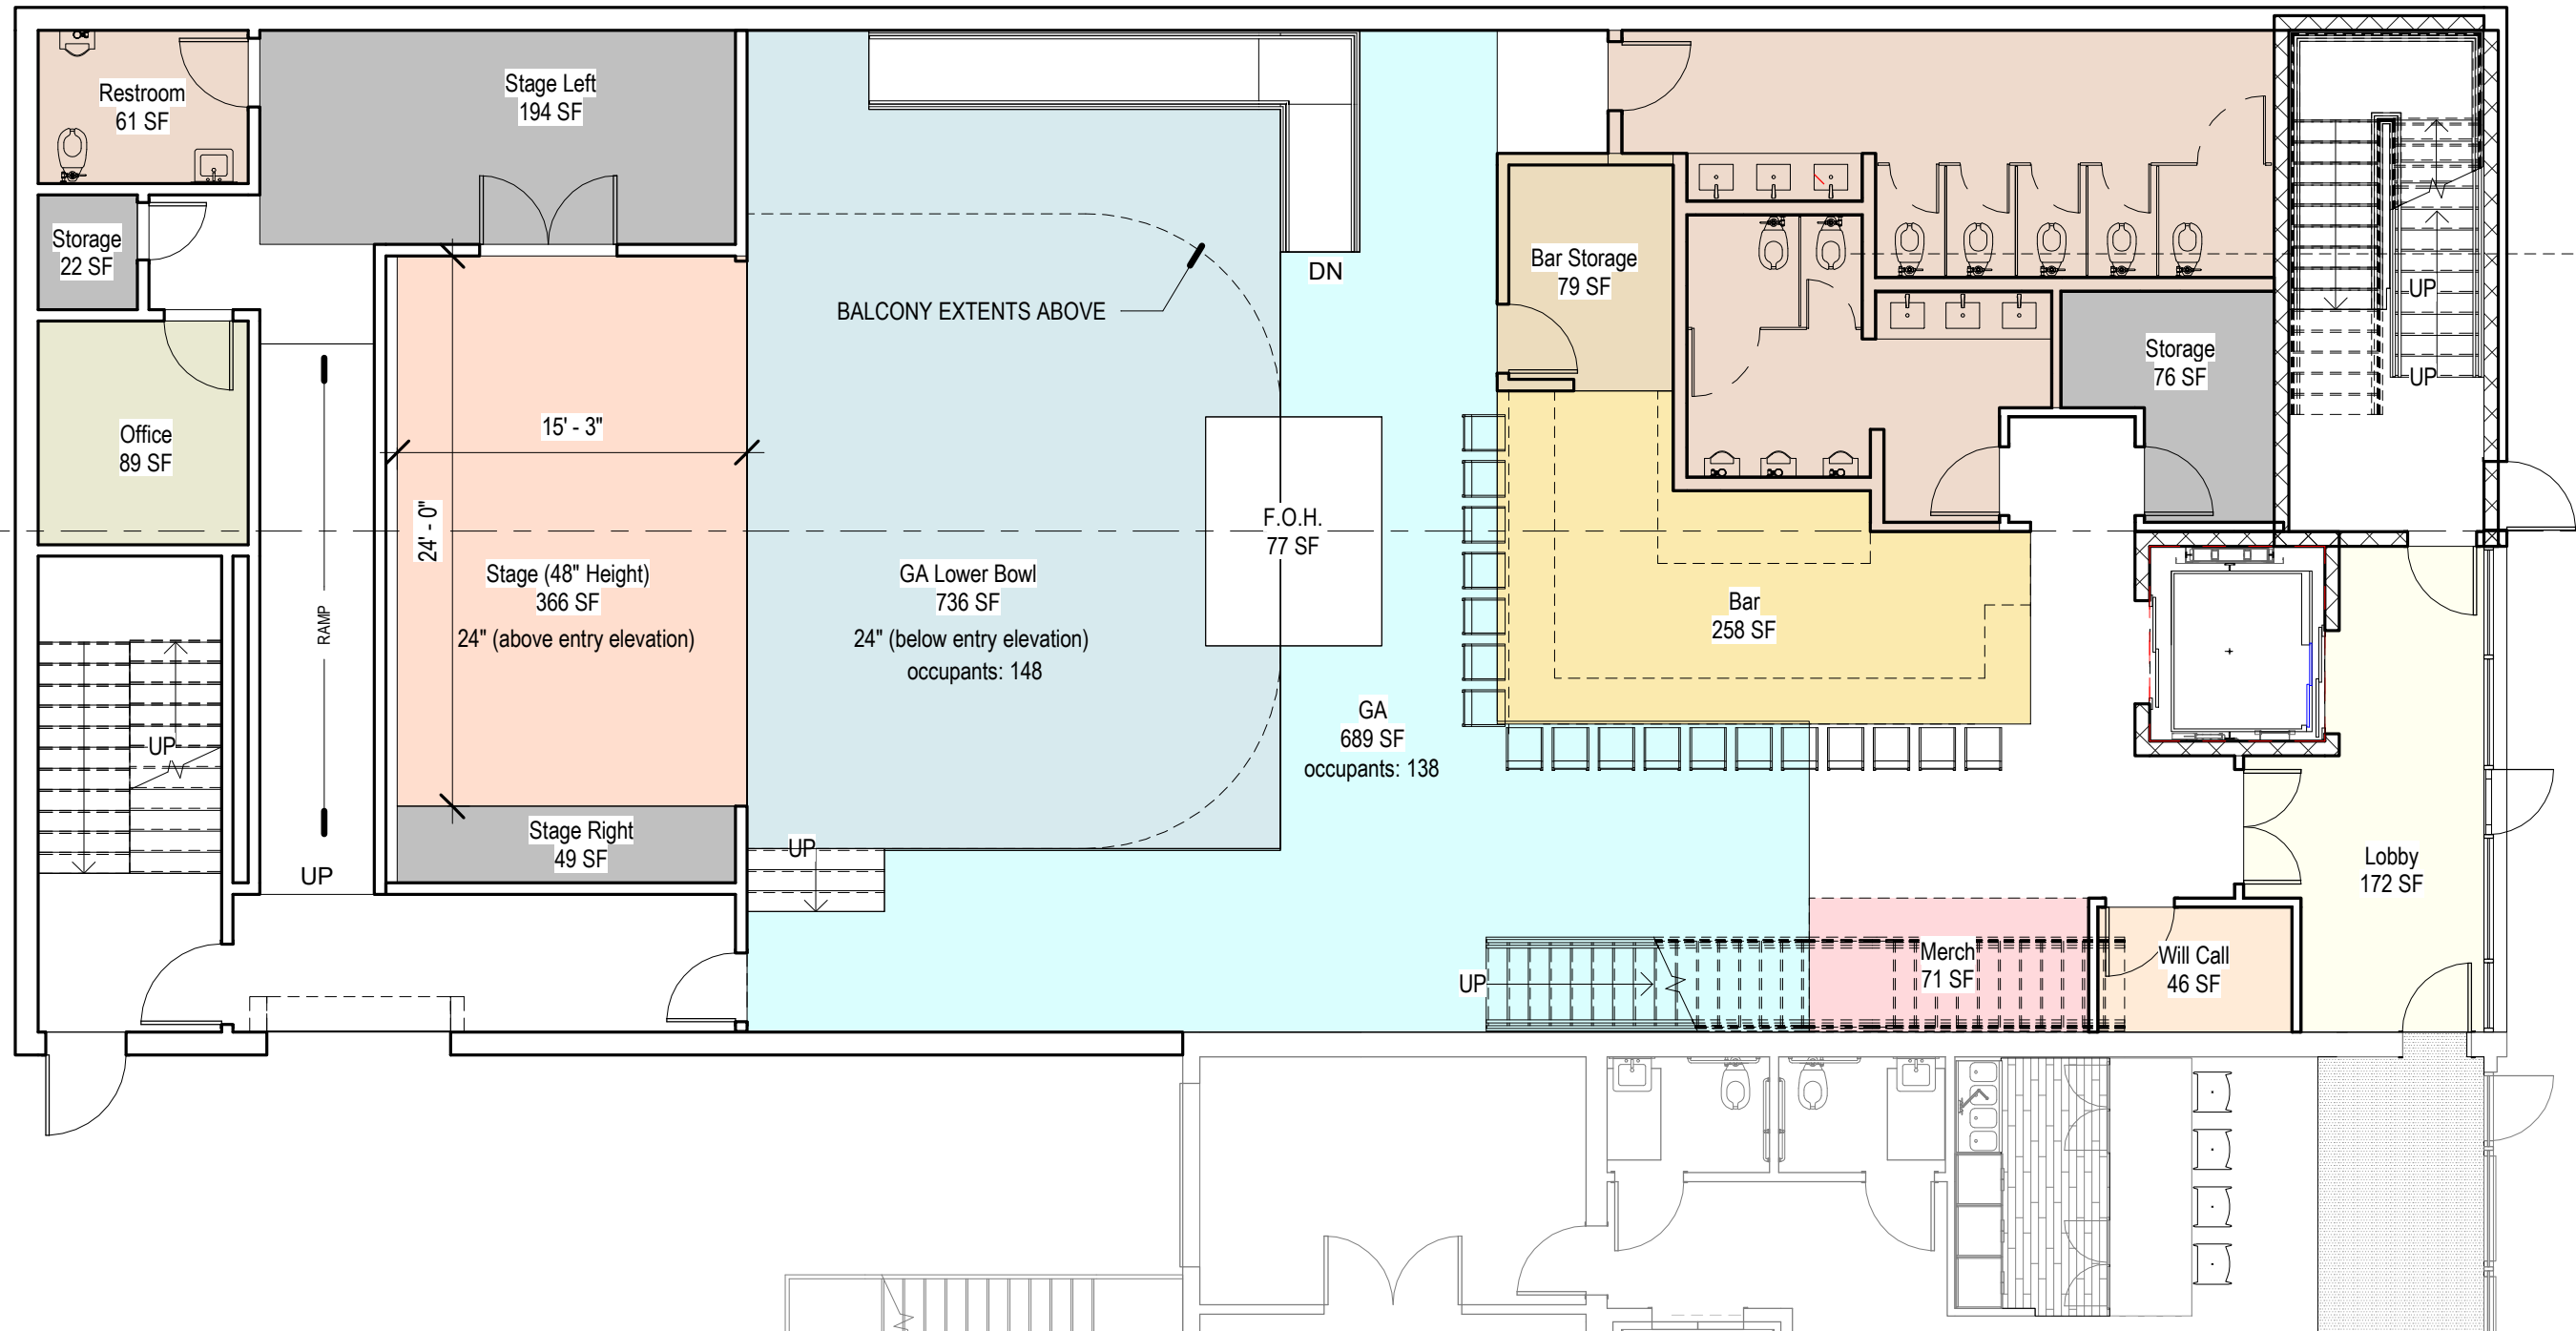 Restroom
61 SF
Stage Left
194 SF
Storage
22 SF
BALCONY EXTENTS ABOVE
DN
Bar Storage
79 SF
UP
Storage
76 SF
UP
Office
89 SF
15' - 3"
24' - 0"
RAMP
Stage (48" Height)
366 SF
24" (above entry elevation)
GA Lower Bowl
736 SF
24" (below entry elevation)
occupants: 148
F.O.H.
77 SF
Bar
258 SF
GA
689 SF
occupants: 138
UP
Stage Right
49 SF
UP
UP
Lobby
172 SF
UP
Merch
71 SF
Will Call
46 SF